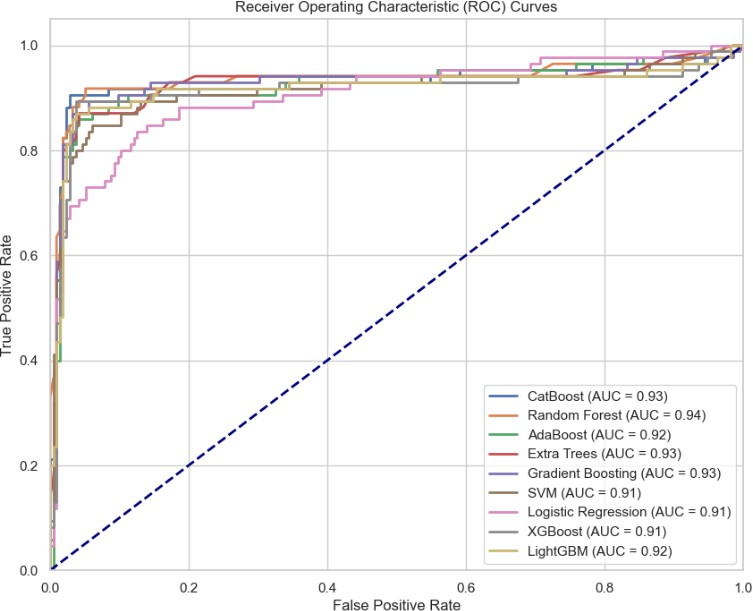 Receiver Operating Characteristic (ROC) Curves
True Positive Rate
1.0
0.8
0.6
0.4
0.2
0.0
CatBoost (AUC = 0.93)
Random Forest (AUC = 0.94)
AdaBoost (AUC = 0.92)
Extra Trees (AUC = 0.93)
Gradient Boosting (AUC = 0.93)
SVM (AUC = 0.91)
Logistic Regression (AUC = 0.91)
XGBoost (AUC = 0.91)
LightGBM (AUC = 0.92)
0.0 0.2 0.4 0.6 0.8 1.0
False Positive Rate